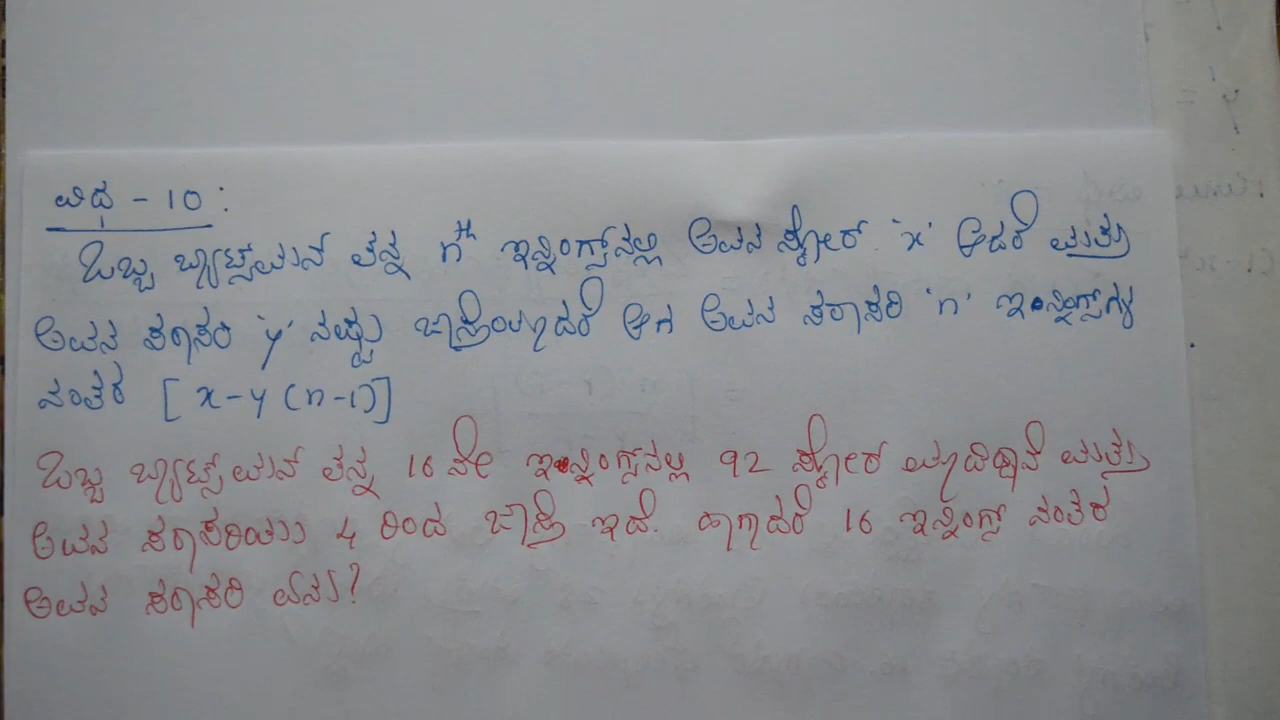 ವಿಧ - 10 :
ಒಬ್ಬ ಬ್ಯಾಟ್ಸ್‌ಮನ್ ತನ್ನ nth ಇನ್ನಿಂಗ್ಸ್‌ನಲ್ಲಿ ಅವನ ಸ್ಕೋರ್ 'x' ಆದರೆ ಮತ್ತು
ಅವನ ಸರಾಸರಿ 'y' ನಷ್ಟು ಜಾಸ್ತಿಯಾದರೆ ಆಗ ಅವನ ಸರಾಸರಿ 'n' ಇನ್ನಿಂಗ್ಸ್‌ಗಳ
ನಂತರ [x-y (n-1)]
ಒಬ್ಬ ಬ್ಯಾಟ್ಸ್‌ಮನ್ ತನ್ನ 16ನೇ ಇನ್ನಿಂಗ್ಸ್‌ನಲ್ಲಿ 92 ಸ್ಕೋರ್ ಮಾಡಿದ್ದಾನೆ ಮತ್ತು
ಅವನ ಸರಾಸರಿಯು 4 ರಿಂದ ಜಾಸ್ತಿ ಇದೆ. ಹಾಗಾದರೆ 16 ಇನ್ನಿಂಗ್ಸ್ ನಂತರ
ಅವನ ಸರಾಸರಿ ಏನು?